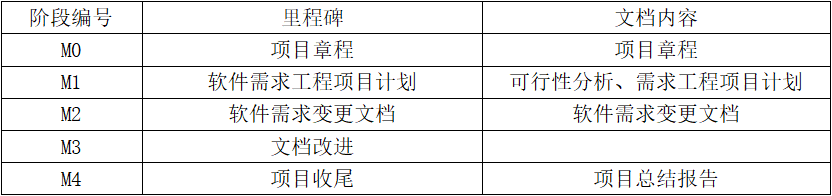 阶段编号 里程碑 文档内容
M0 项目章程 项目章程
M1 软件需求工程项目计划 可行性分析、需求工程项目计划
M2 软件需求变更文档 软件需求变更文档
M3 文档改进
M4 项目收尾 项目总结报告